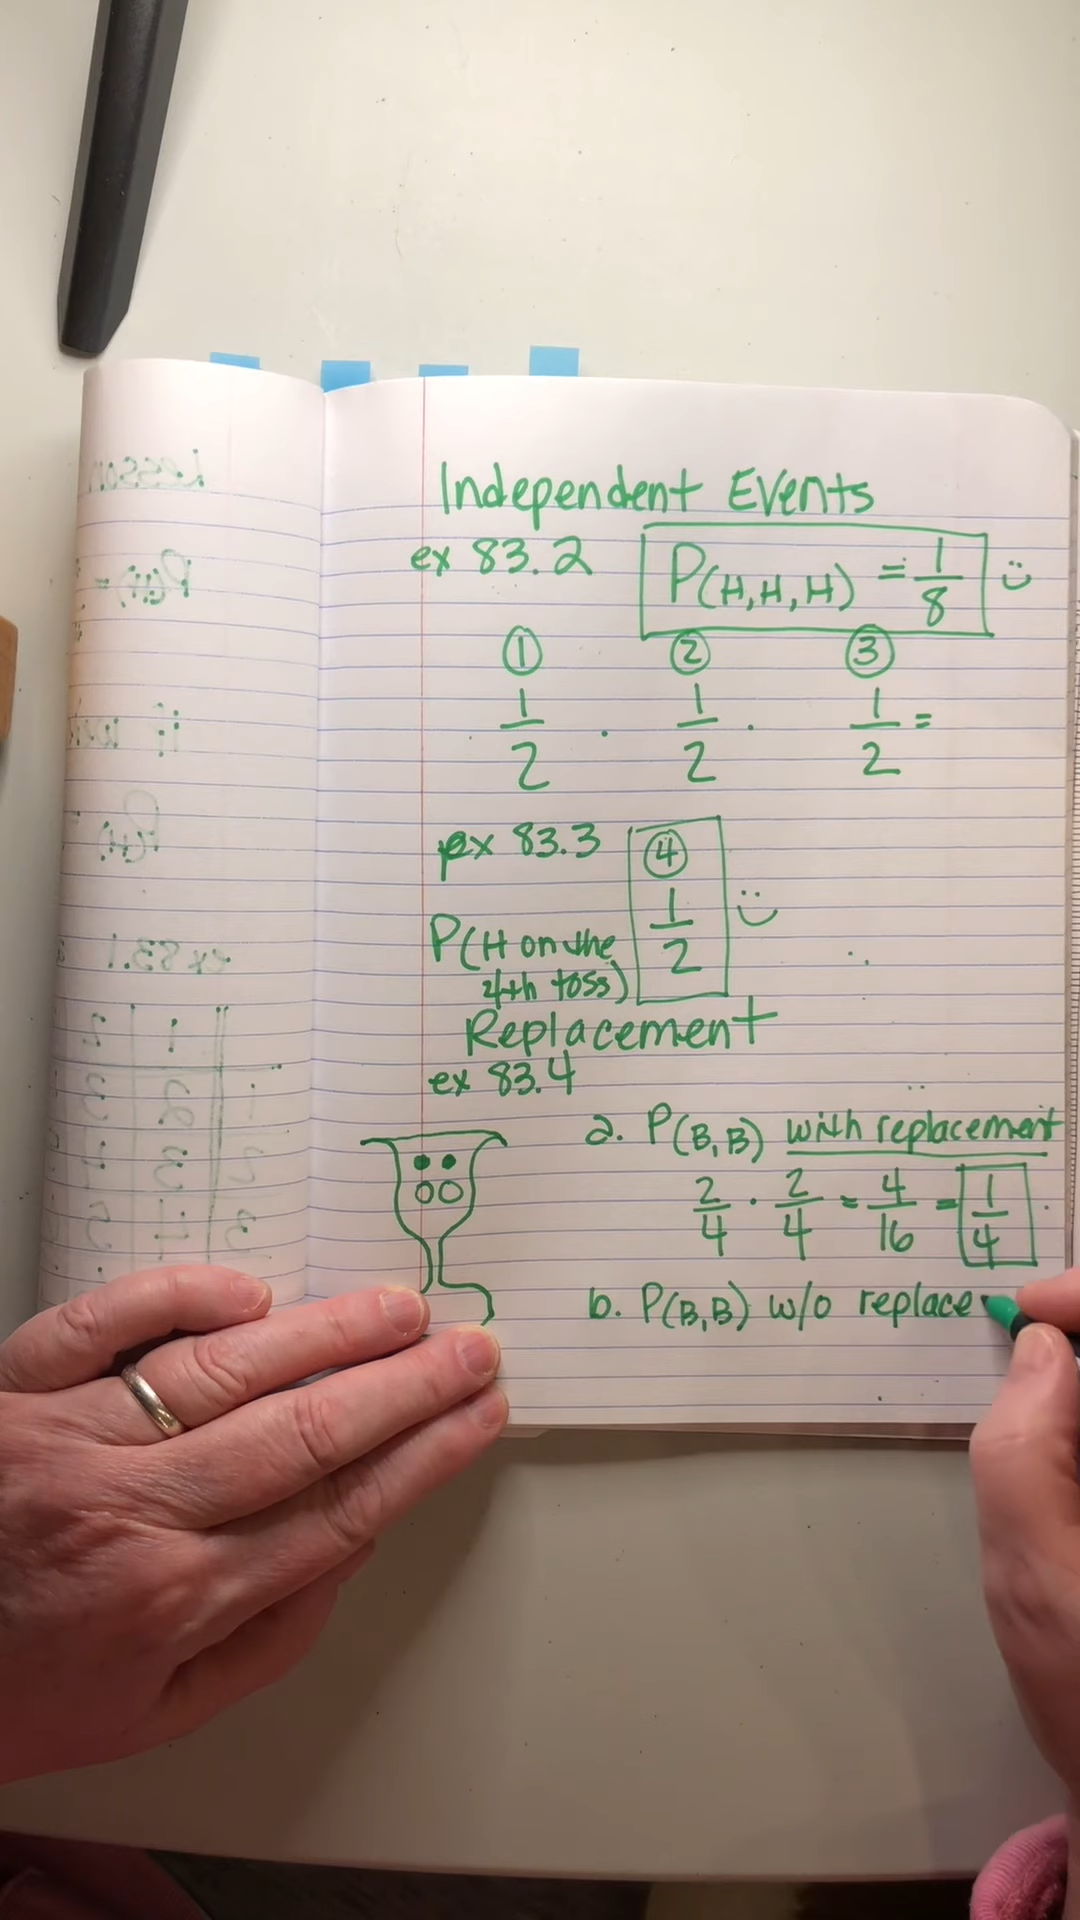 Independent Events
ex 83.2
P(H,H,H) = 1/8
① ② ③
1/2 · 1/2 · 1/2 =
ex 83.3
④
1/2
P(H on the
4th toss)
Replacement
ex 83.4
a. P(B,B) with replacement
2/4 · 2/4 = 4/16 = 1/4
b. P(B,B) w/o replace